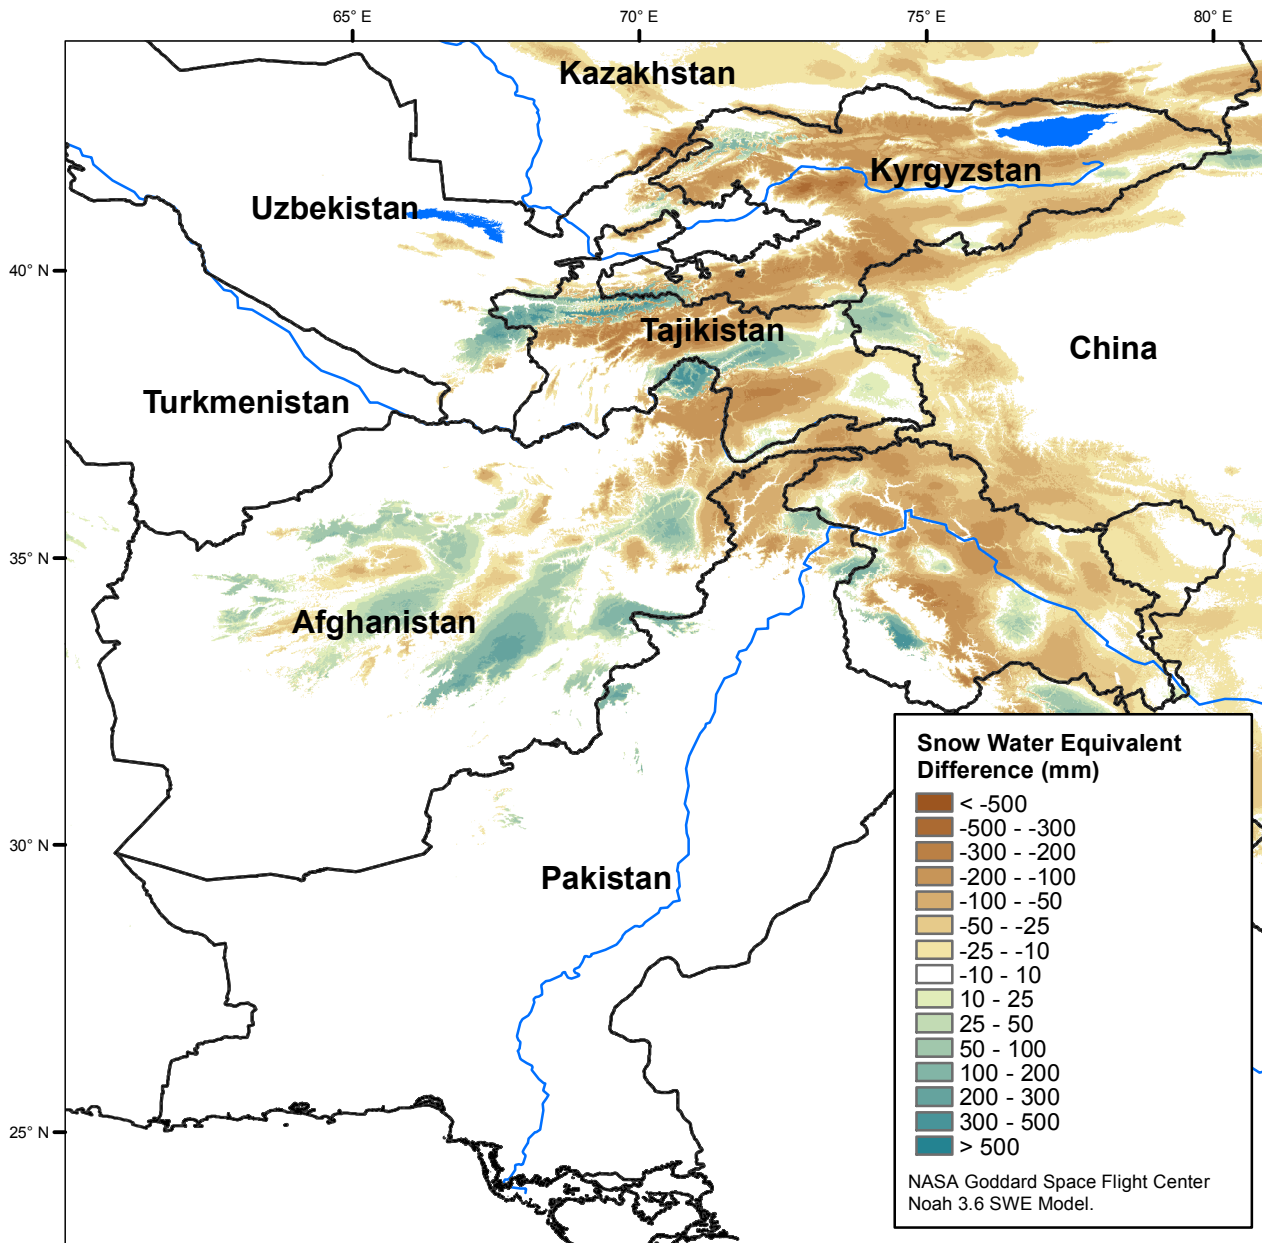 65° E
70° E
75° E
80° E
Kazakhstan
Kyrgyzstan
Uzbekistan
40° N
Tajikistan
China
Turkmenistan
35° N
Afghanistan
30° N
Pakistan
25° N
Snow Water Equivalent
Difference (mm)
< -500
-500 - -300
-300 - -200
-200 - -100
-100 - -50
-50 - -25
-25 - -10
-10 - 10
10 - 25
25 - 50
50 - 100
100 - 200
200 - 300
300 - 500
> 500
NASA Goddard Space Flight Center
Noah 3.6 SWE Model.